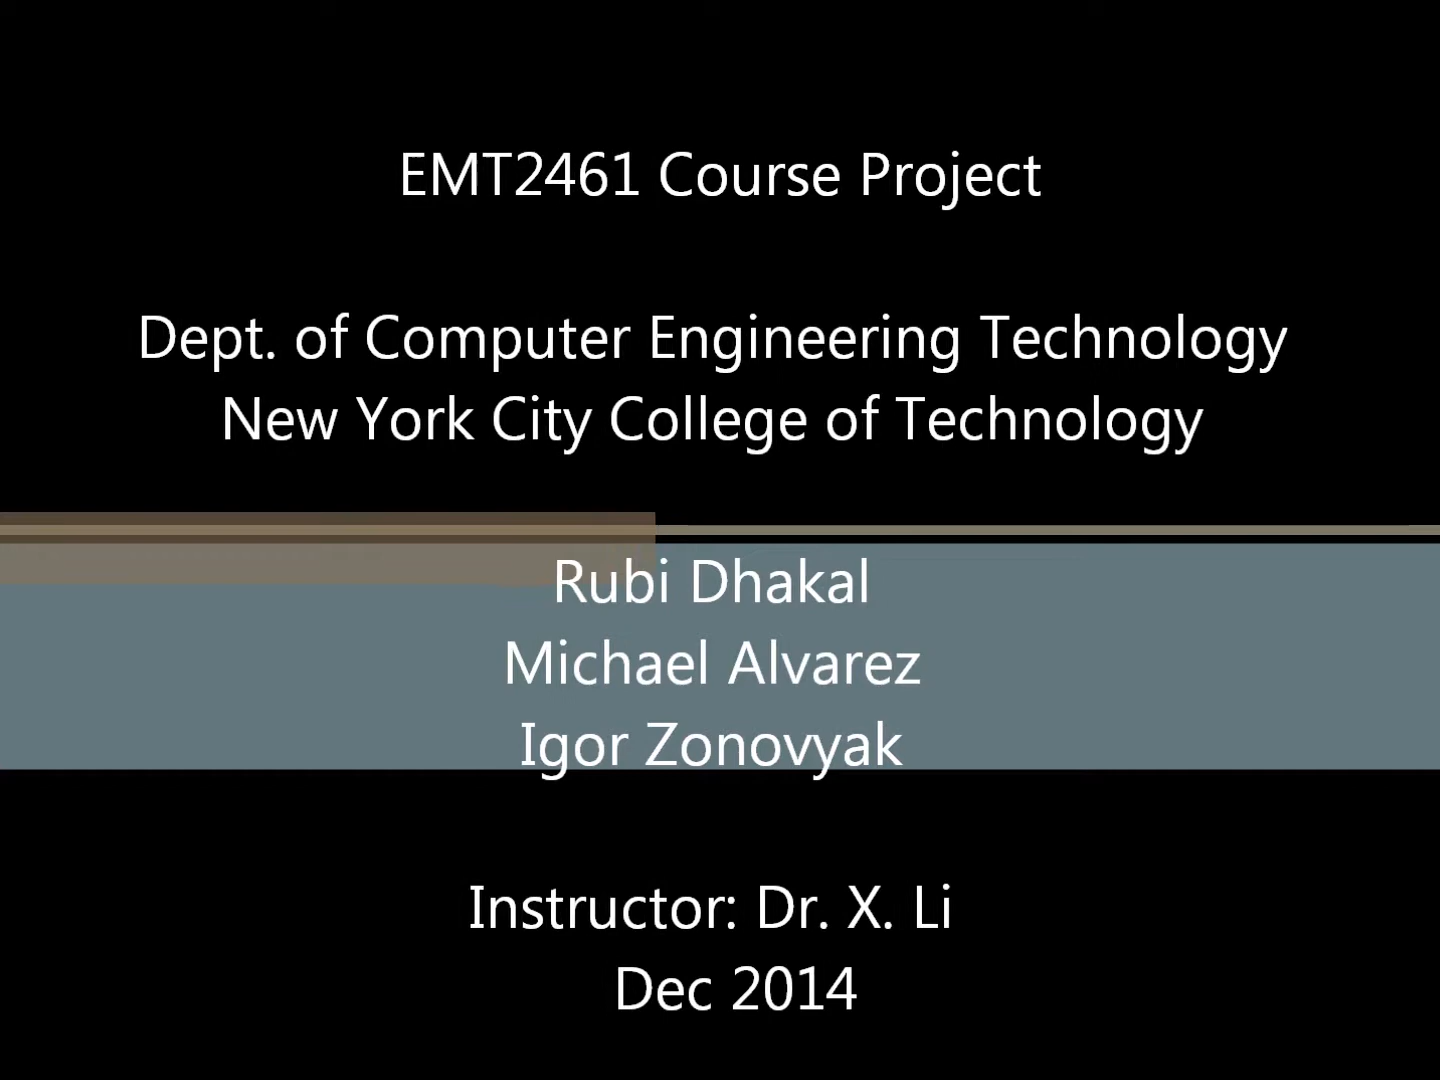 EMT2461 Course Project
Dept. of Computer Engineering Technology
New York City College of Technology
Rubi Dhakal
Michael Alvarez
Igor Zonovyak
Instructor: Dr. X. Li
Dec 2014